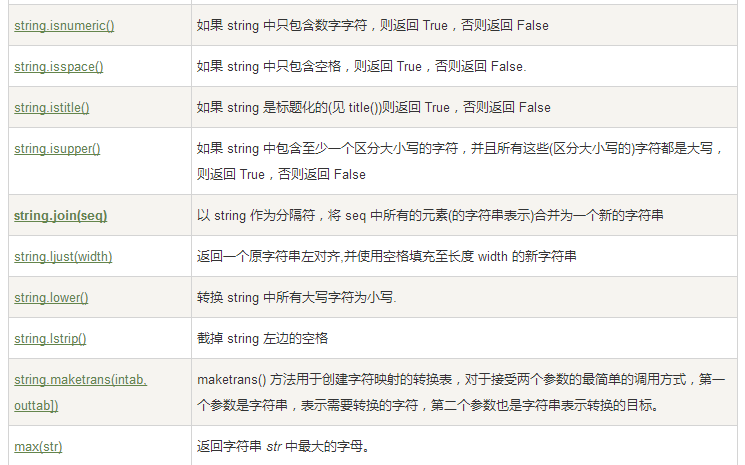 string.isnumeric()
如果 string 中只包含数字字符，则返回 True，否则返回 False
string.isspace()
如果 string 中只包含空格，则返回 True，否则返回 False.
string.istitle()
如果 string 是标题化的(见 title())则返回 True，否则返回 False
string.isupper()
如果 string 中包含至少一个区分大小写的字符，并且所有这些(区分大小写的)字符都是大写，
则返回 True，否则返回 False
string.join(seq)
以 string 作为分隔符，将 seq 中所有的元素(的字符串表示)合并为一个新的字符串
string.ljust(width)
返回一个原字符串左对齐,并使用空格填充至长度 width 的新字符串
string.lower()
转换 string 中所有大写字符为小写.
string.lstrip()
截掉 string 左边的空格
string.maketrans(intab,
outtab])
maketrans() 方法用于创建字符映射的转换表，对于接受两个参数的最简单的调用方式，第一
个参数是字符串，表示需要转换的字符，第二个参数也是字符串表示转换的目标。
max(str)
返回字符串 str 中最大的字母。